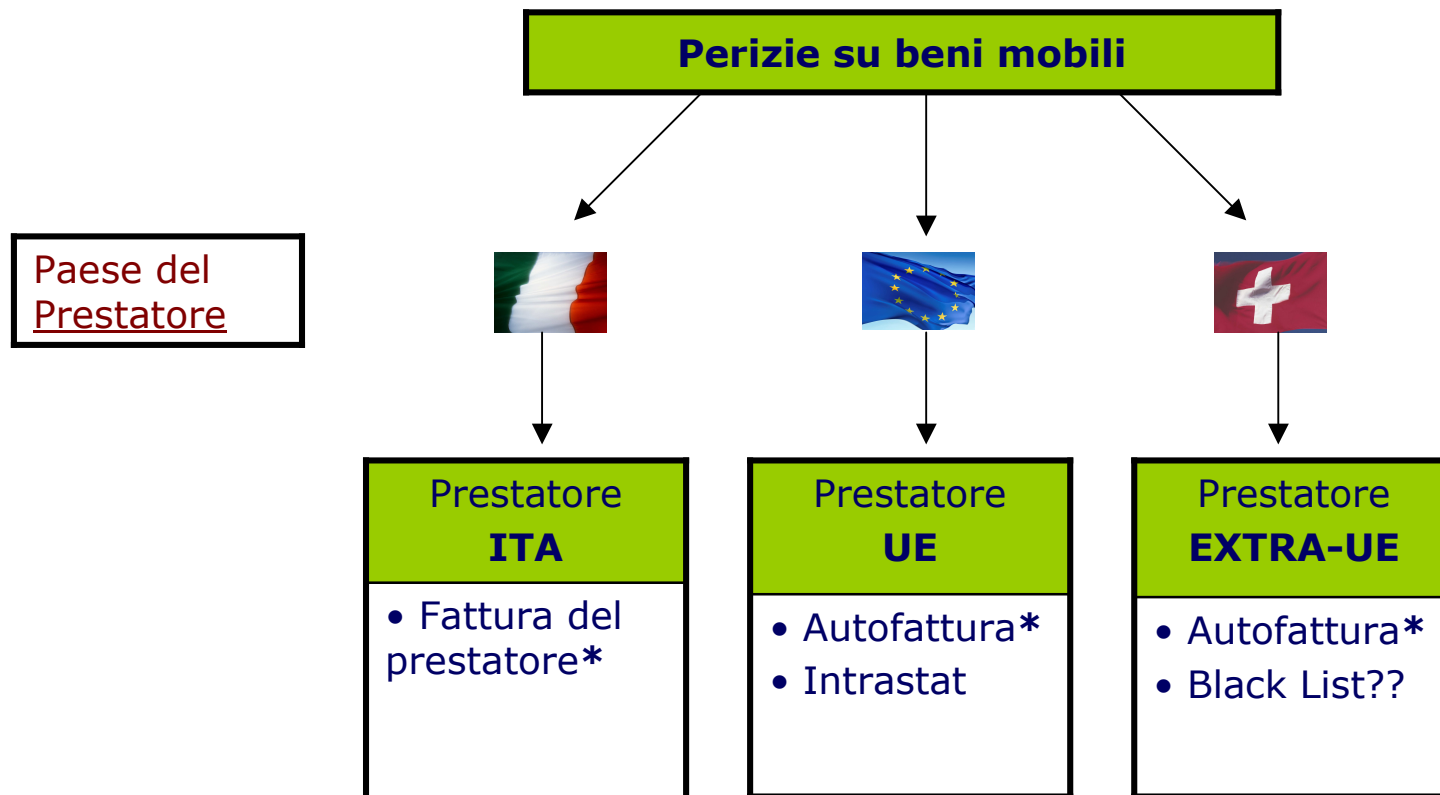 Perizie su beni mobili
Paese del
Prestatore
Prestatore
ITA
• Fattura del
prestatore*
Prestatore
UE
• Autofattura*
• Intrastat
Prestatore
EXTRA-UE
• Autofattura*
• Black List??